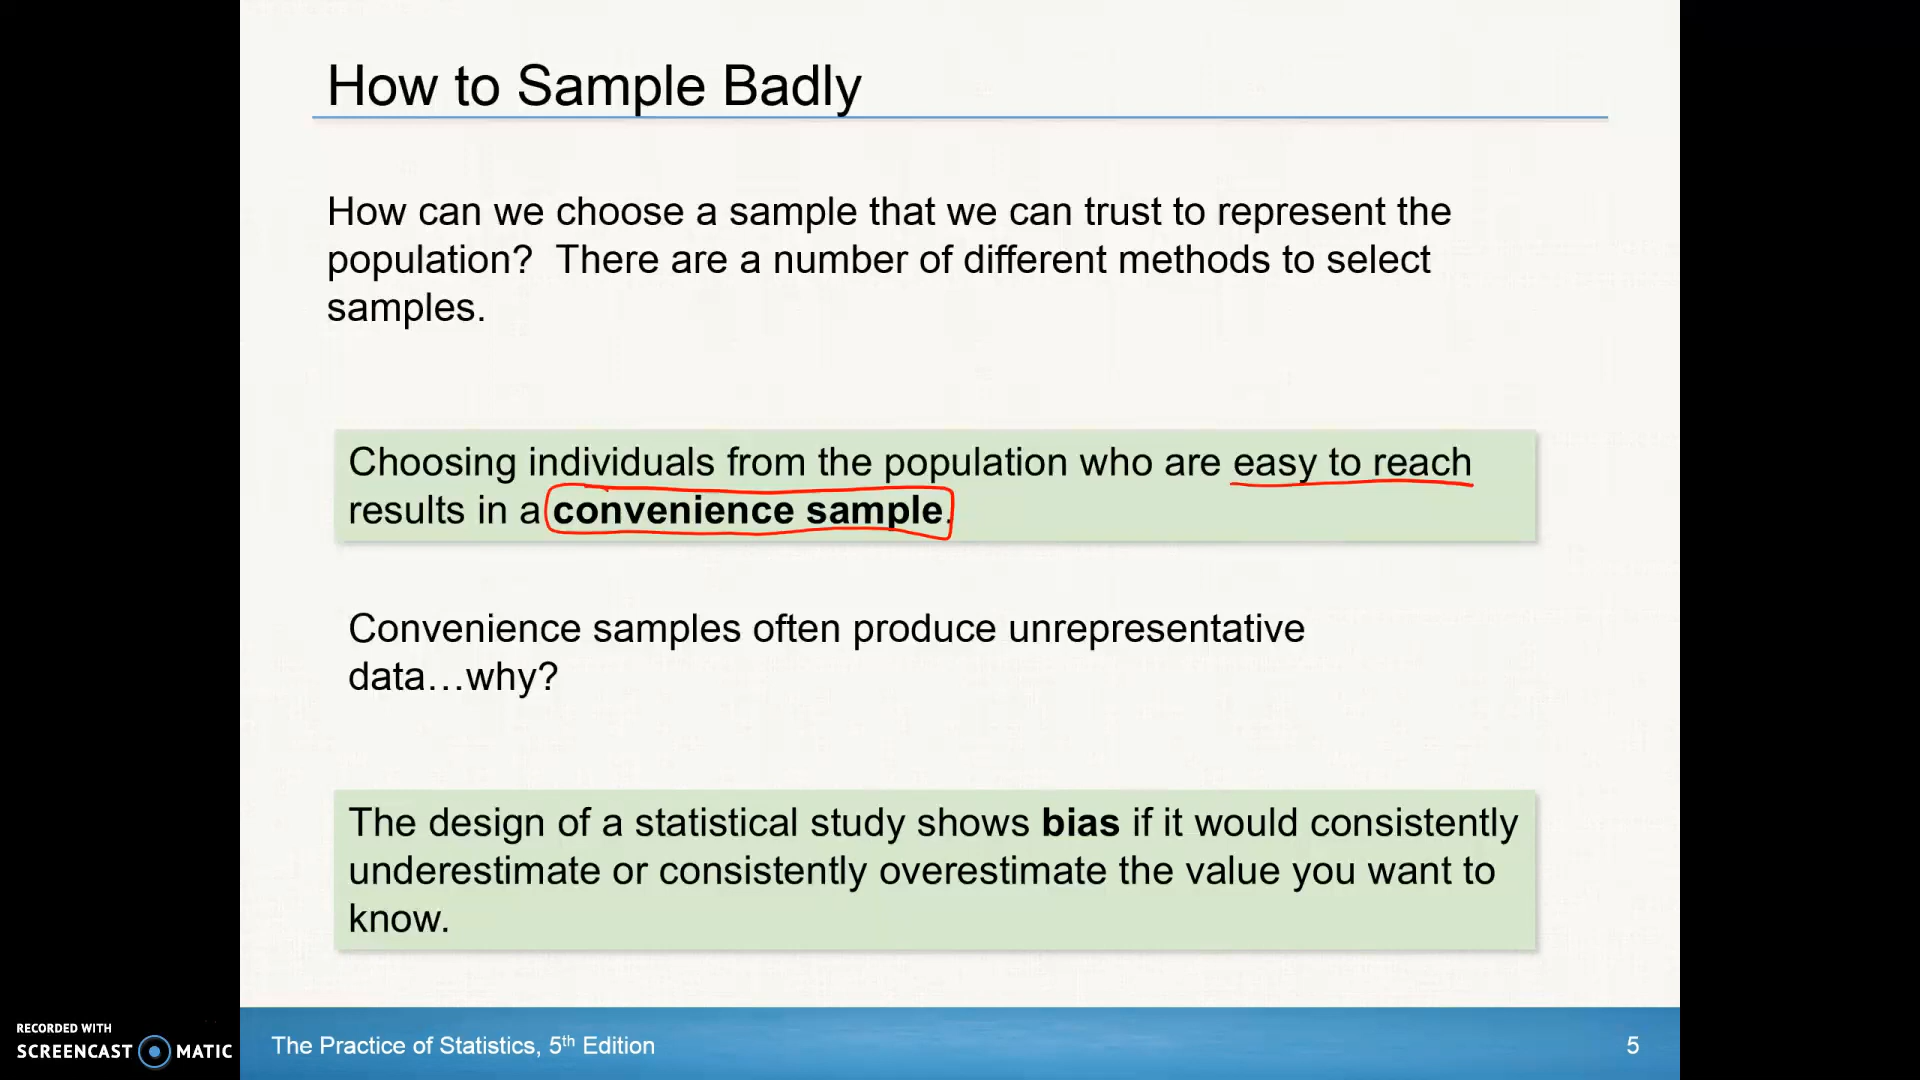 How to Sample Badly
How can we choose a sample that we can trust to represent the
population?  There are a number of different methods to select
samples.
Choosing individuals from the population who are easy to reach
results in a convenience sample.
Convenience samples often produce unrepresentative
data…why?
The design of a statistical study shows bias if it would consistently
underestimate or consistently overestimate the value you want to
know.
RECORDED WITH
SCREENCAST MATIC
The Practice of Statistics, 5th Edition
5